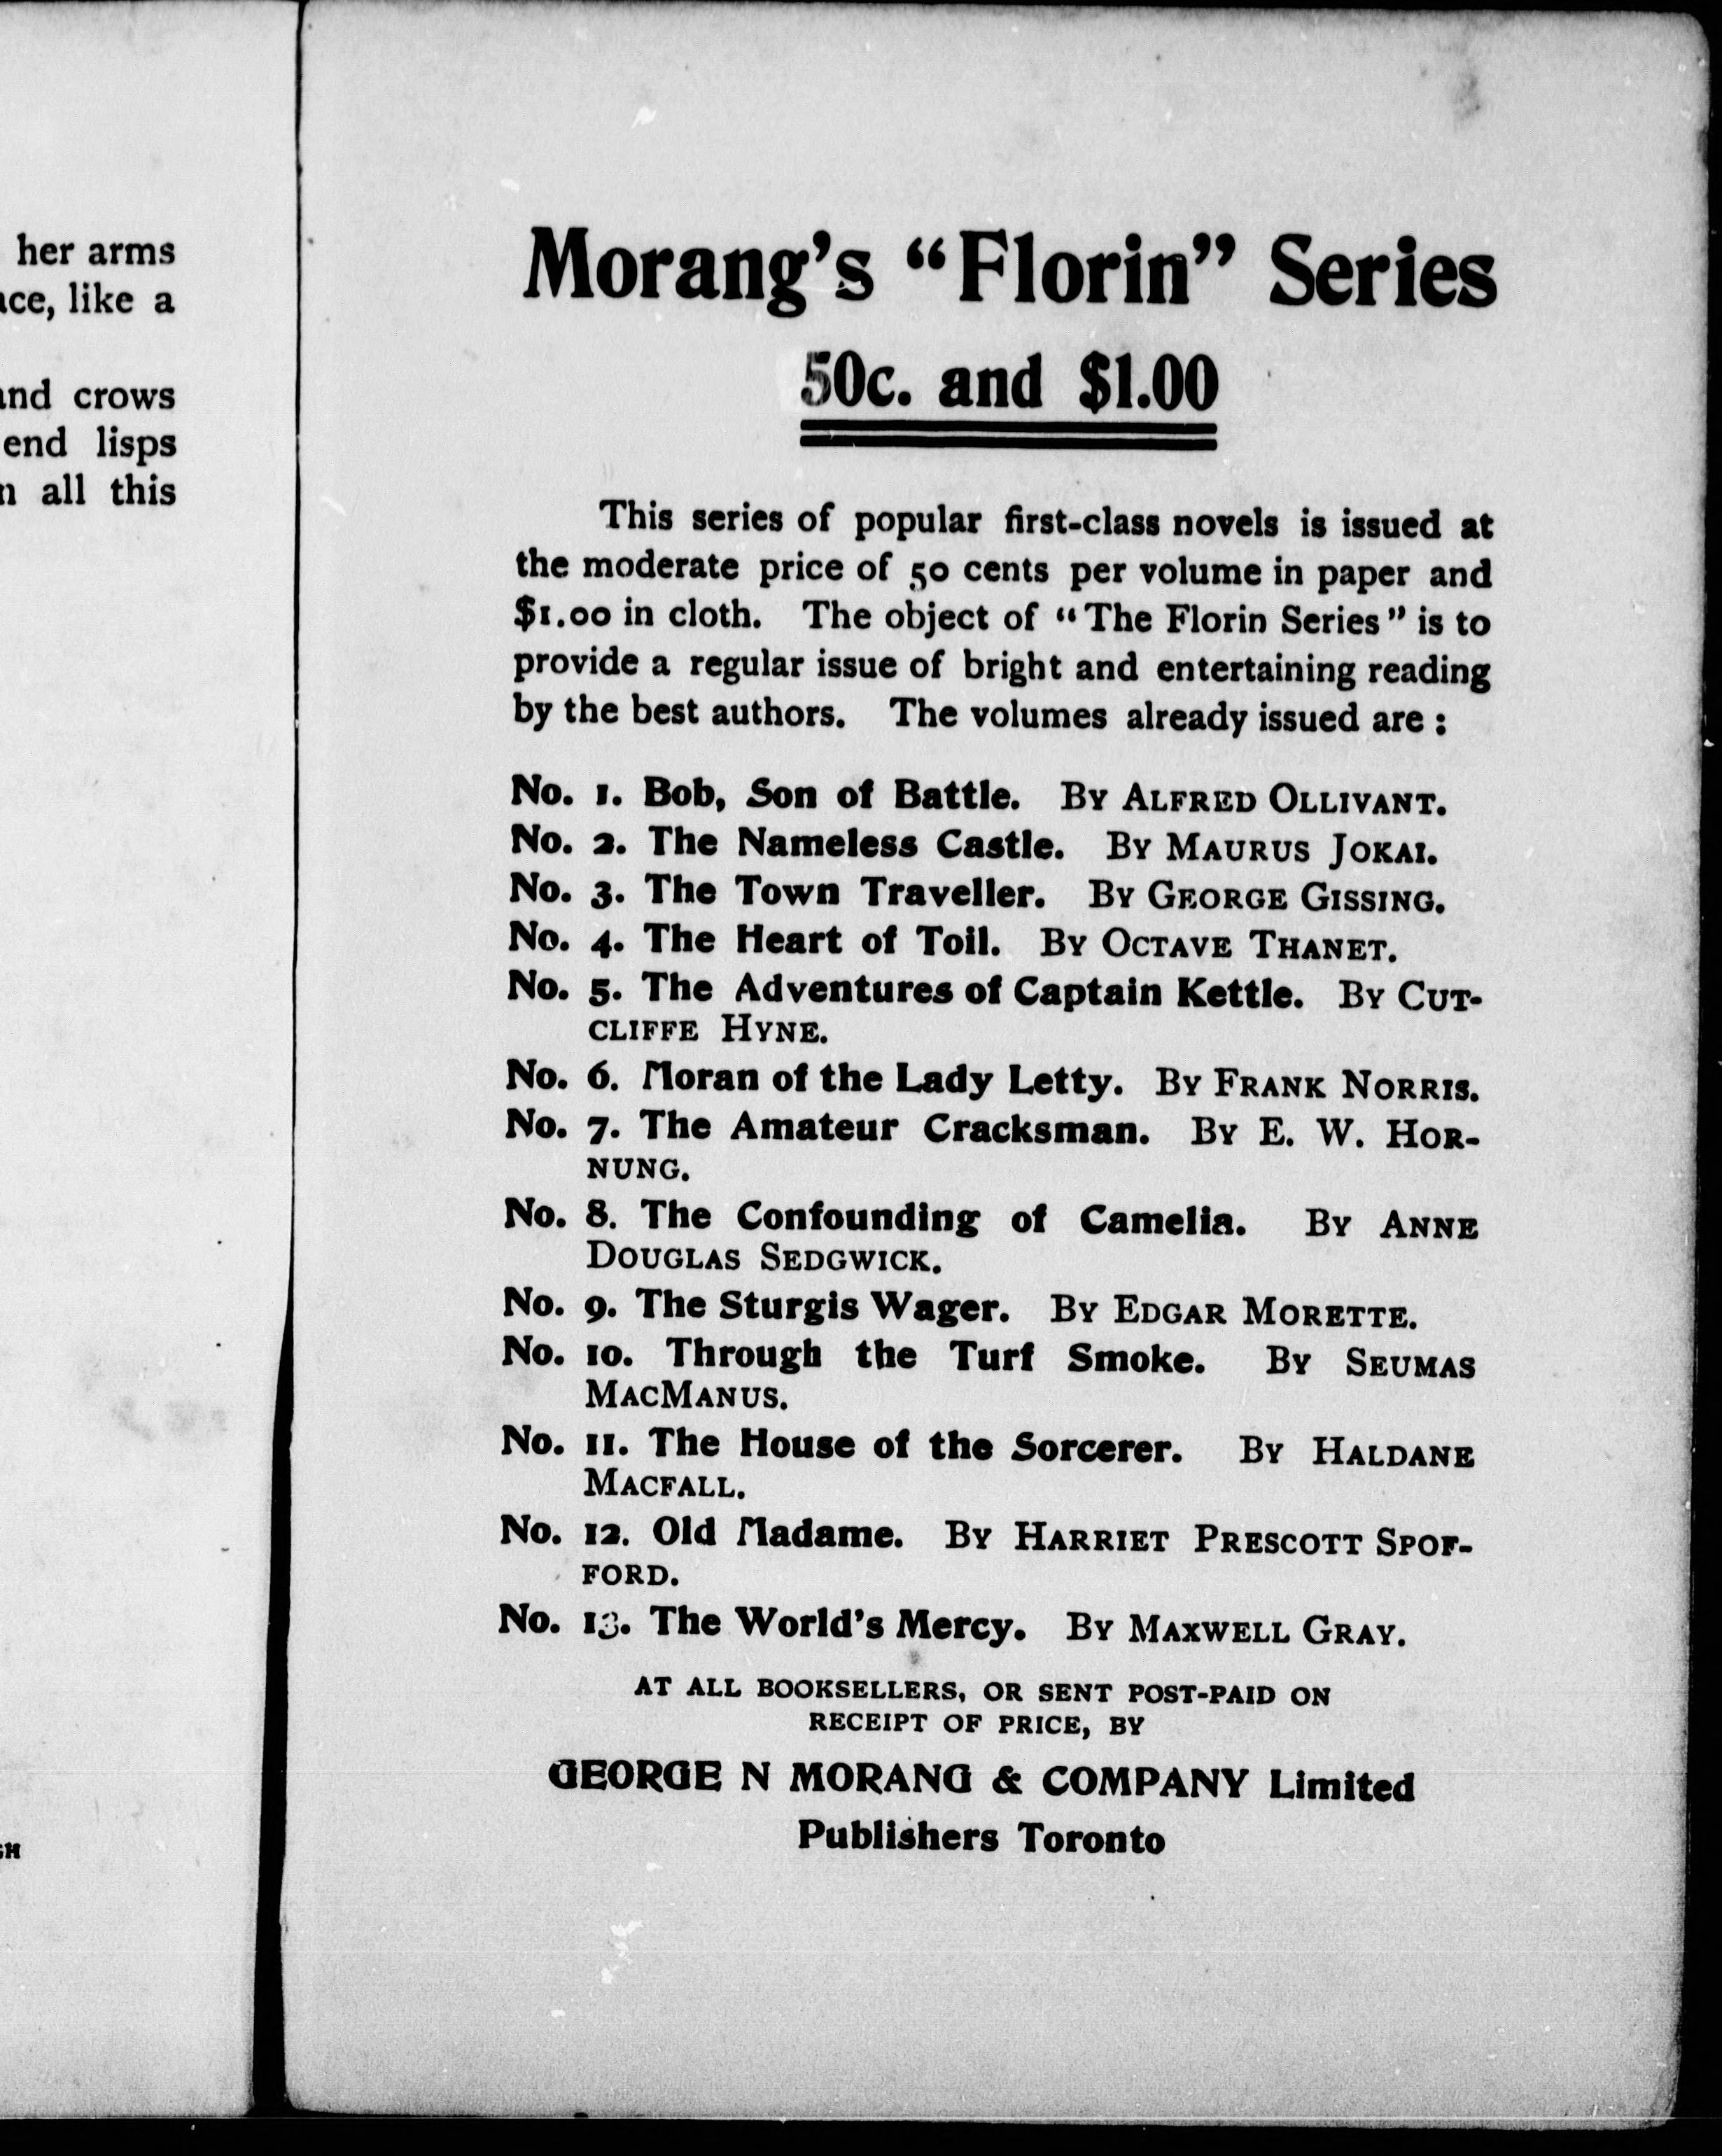 her arms
like a
crows
lisps
all this
Morang's "Florin" Series
50c. and $1.00
This series of popular first-class novels is issued at
the moderate price of 50 cents per volume in paper and
$1.00 in cloth. The object of "The Florin Series" is to
provide a regular issue of bright and entertaining reading
by the best authors. The volumes already issued are :
No. 1. Bob, Son of Battle. By Alfred Ollivant.
No. 2. The Nameless Castle. By Maurus Jokai.
No. 3. The Town Traveller. By George Gissing.
No. 4. The Heart of Toil. By Octave Thanet.
No. 5. The Adventures of Captain Kettle. By Cut-
cliffe Hyne.
No. 6. Moran of the Lady Letty. By Frank Norris.
No. 7. The Amateur Cracksman. By E. W. Hor-
nung.
No. 8. The Confounding of Camelia. By Anne
Douglas Sedgwick.
No. 9. The Sturgis Wager. By Edgar Morette.
No. 10. Through the Turf Smoke. By Seumas
MacManus.
No. 11. The House of the Sorcerer. By Haldane
Macfall.
No. 12. Old Madame. By Harriet Prescott Spof-
ford.
No. 13. The World's Mercy. By Maxwell Gray.
AT ALL BOOKSELLERS, OR SENT POST-PAID ON
RECEIPT OF PRICE, BY
GEORGE N MORANG & COMPANY Limited
Publishers Toronto